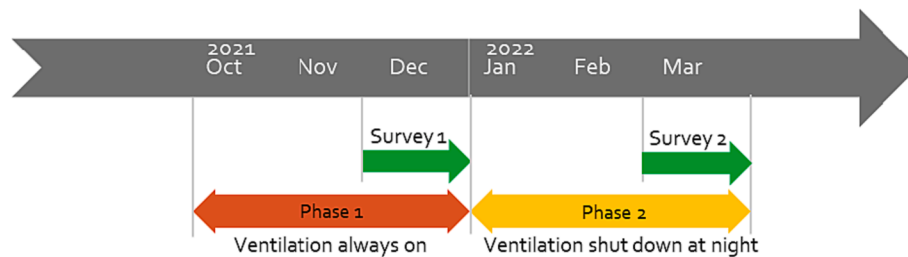 2021 2022
Oct Nov Dec Jan Feb Mar
Survey 1 Survey 2
Phase 1 Phase 2
Ventilation always on Ventilation shut down at night